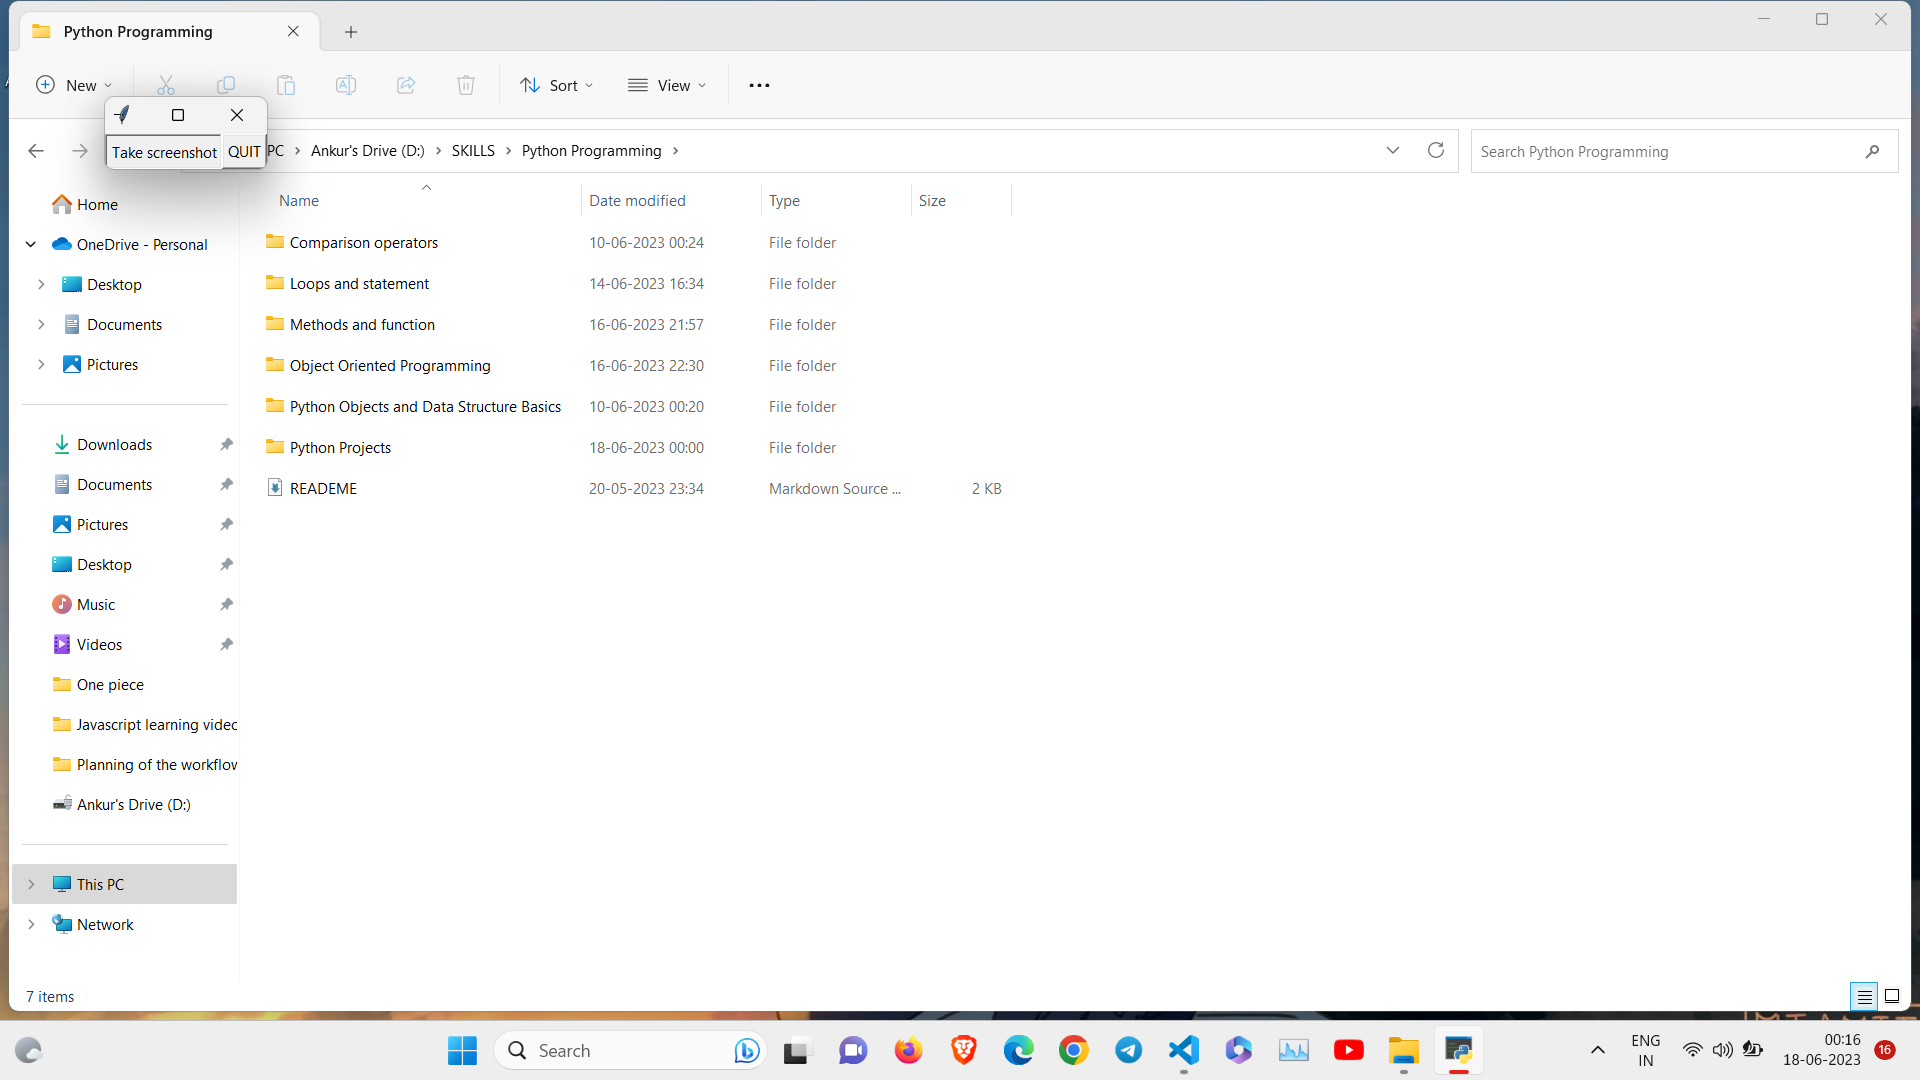 Python Programming
New
Sort
View
Take screenshot QUIT
PC
Ankur's Drive (D:)
SKILLS
Python Programming
Search Python Programming
Name Date modified Type Size
Home
OneDrive - Personal
Desktop
Documents
Pictures
Downloads
Documents
Pictures
Desktop
Music
Videos
One piece
Javascript learning videc
Planning of the workflow
Ankur's Drive (D:)
This PC
Network
Comparison operators 10-06-2023 00:24 File folder
Loops and statement 14-06-2023 16:34 File folder
Methods and function 16-06-2023 21:57 File folder
Object Oriented Programming 16-06-2023 22:30 File folder
Python Objects and Data Structure Basics 10-06-2023 00:20 File folder
Python Projects 18-06-2023 00:00 File folder
READEME 20-05-2023 23:34 Markdown Source ... 2 KB
7 items
Search
ENG
IN
00:16
18-06-2023
16